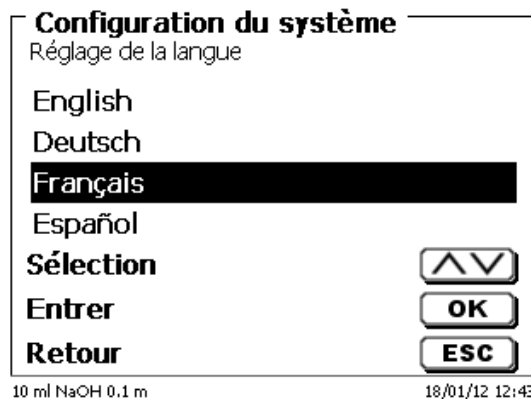 Configuration du système
Réglage de la langue
English
Deutsch
Français
Español
Sélection
Entrer OK
Retour ESC
10 ml NaOH 0.1 m 18/01/12 12:43